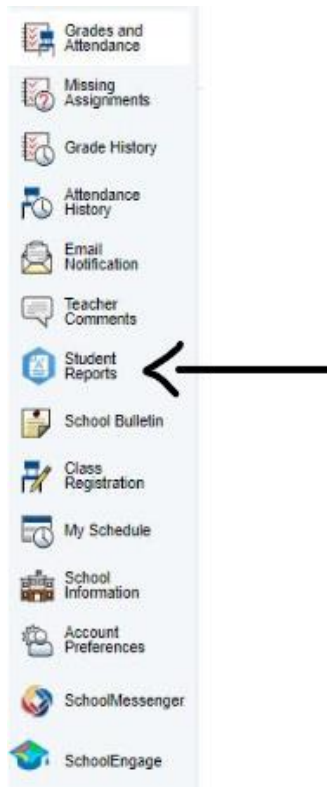 Grades and
Attendance
Missing
Assignments
Grade History
Attendance
History
Email
Notification
Teacher
Comments
Student
Reports
School Bulletin
Class
Registration
My Schedule
School
Information
Account
Preferences
SchoolMessenger
SchoolEngage